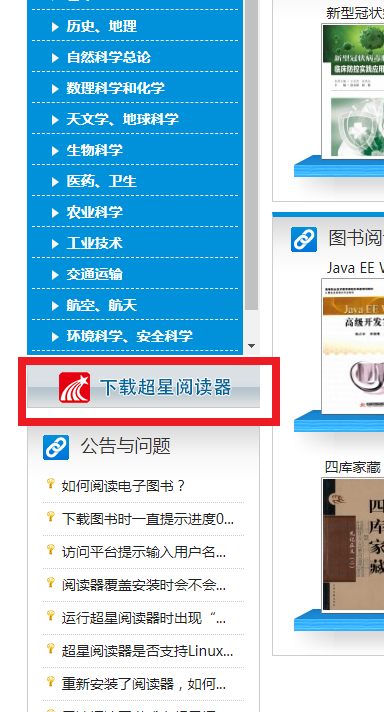 历史、地理
自然科学总论
数理科学和化学
天文学、地球科学
生物科学
医药、卫生
农业科学
工业技术
交通运输
航空、航天
环境科学、安全科学
下载超星阅读器
公告与问题
如何阅读电子图书？
下载图书时一直提示进度0...
访问平台提示输入用户名...
阅读器覆盖安装时会不会...
运行超星阅读器时出现“...
超星阅读器是否支持Linux...
重新安装了阅读器，如何...
新型冠状
新型冠状病毒
临床防控实践应用
图书阅
Java EE
Java EE
高级开发
四库家藏
四库家藏